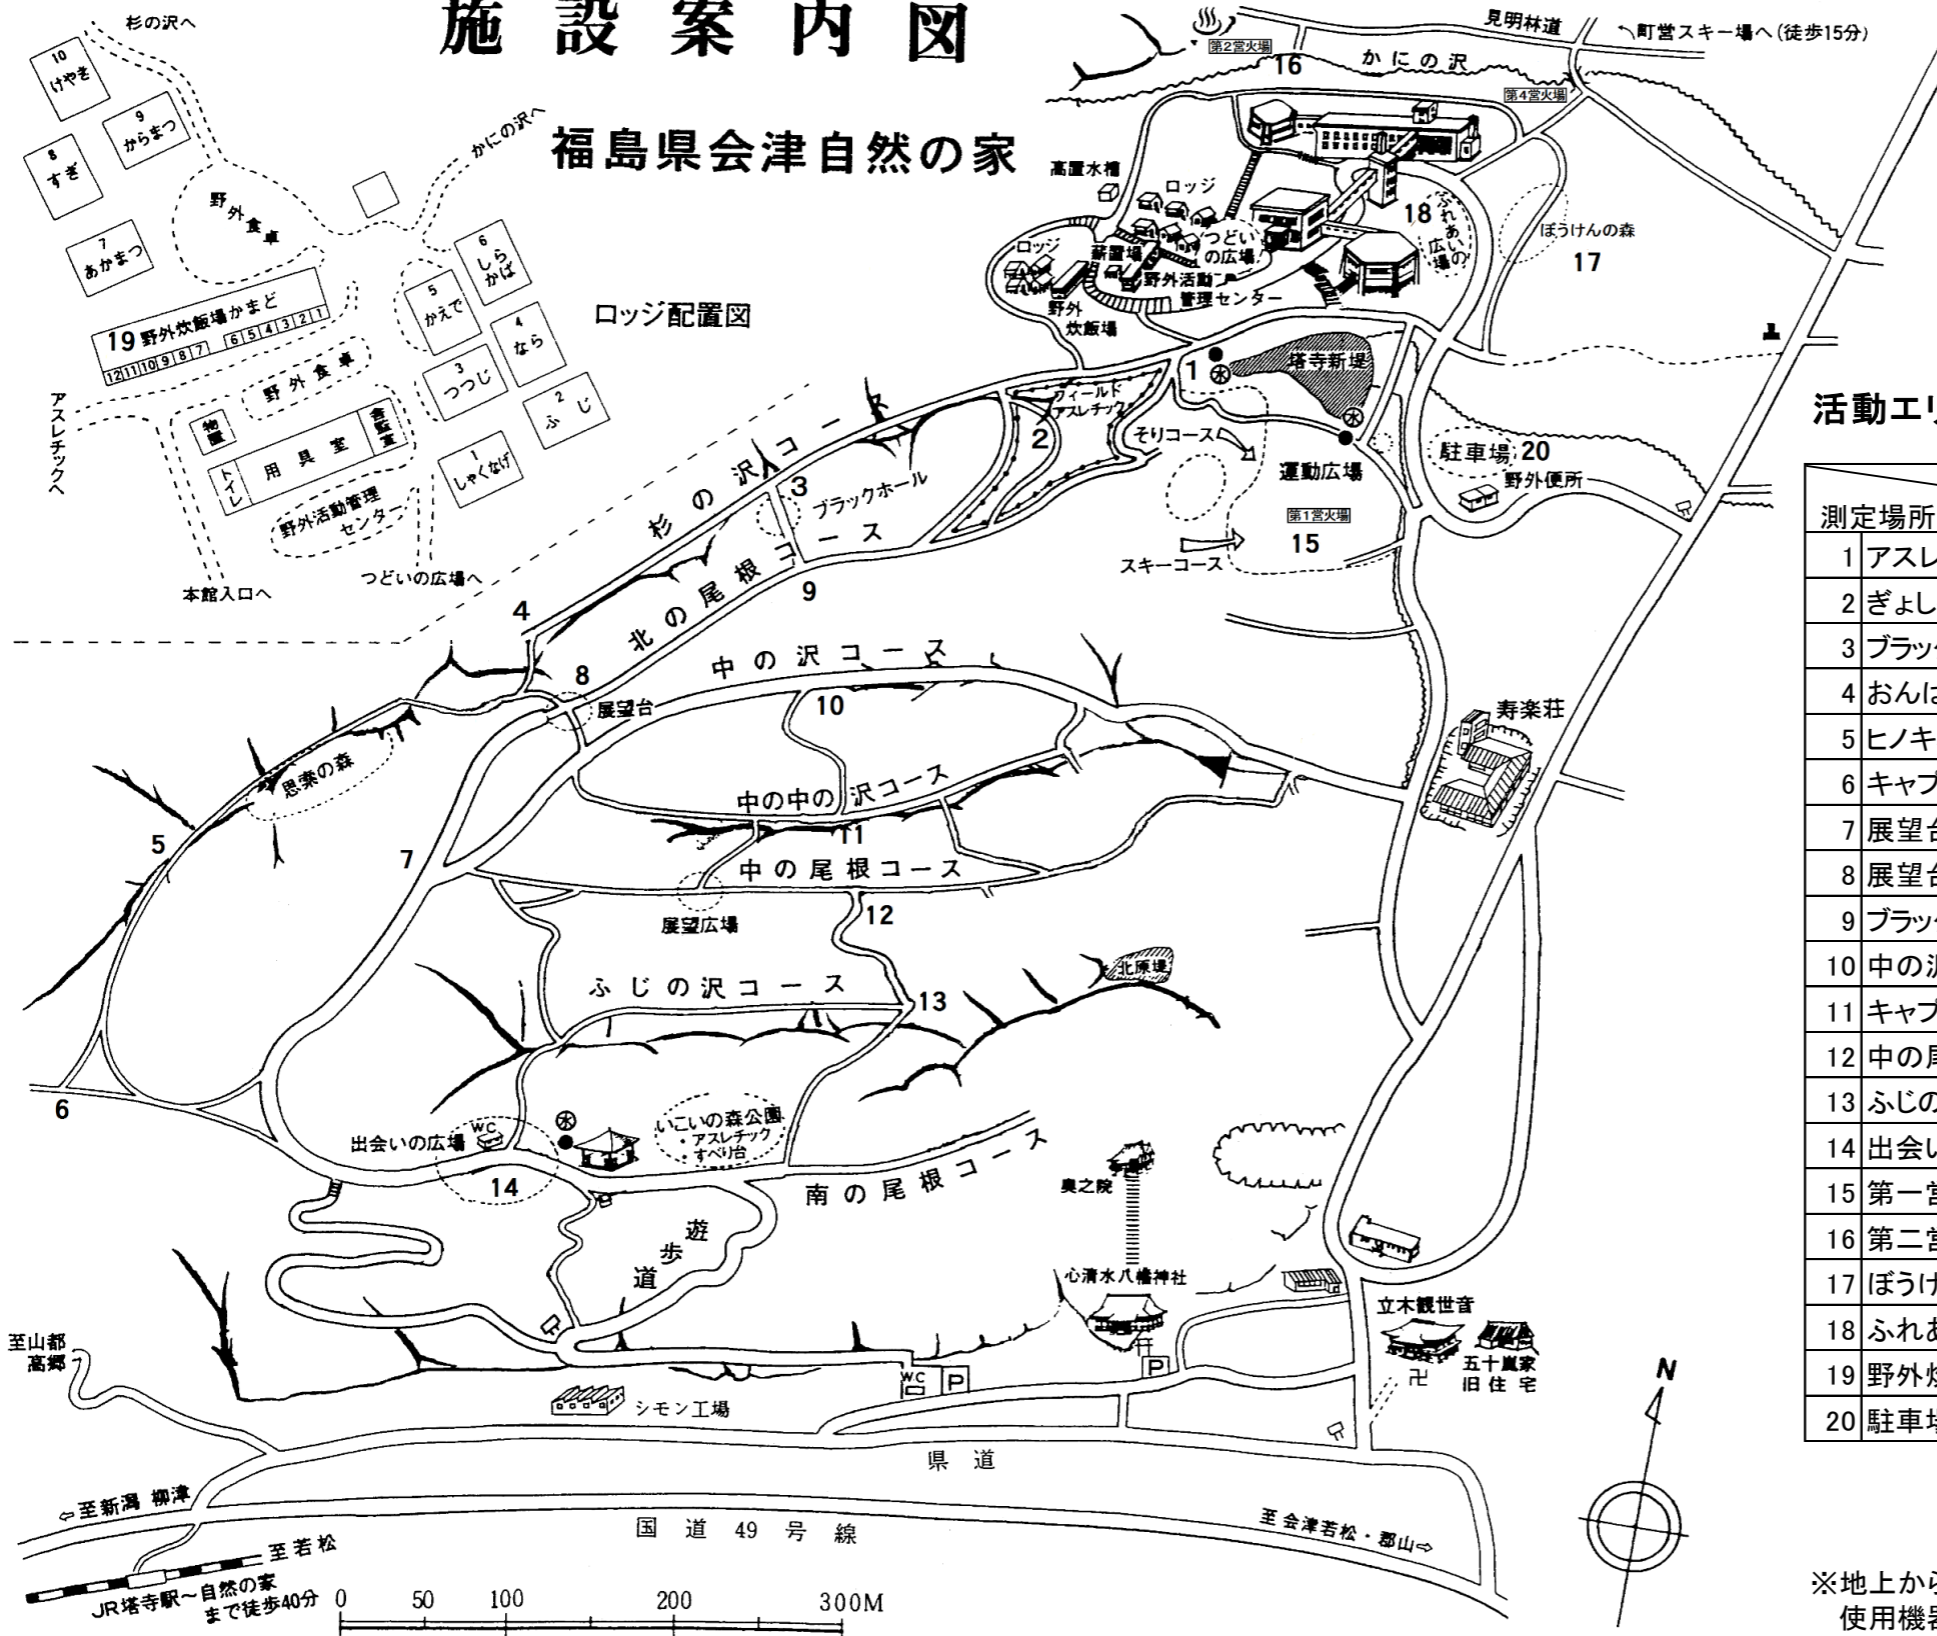 施設案内図
福島県会津自然の家
杉の沢へ
10
けやき
9
からまつ
8
すぎ
7
あかまつ
野外食卓
かにの沢へ
6
しらかば
5
かえで
4
なら
3
つつじ
2
ふじ
1
しゃくなげ
19 野外炊飯場かまど
12 11 10 9 8 7 6 5 4 3 2 1
野外食卓
物置
トイレ
用具室
舎監室
野外活動管理
センター
アスレチックへ
本館入口へ
つどいの広場へ
ロッジ配置図
見明林道
町営スキー場へ(徒歩15分)
第2営火場
16
かにの沢
第4営火場
高置水槽
ロッジ
ロッジ
薪置場
つどい
の広場
野外活動
管理センター
野外
炊飯場
18
ふれあいの
広場
ぼうけんの森
17
1
水
塔寺新堤
水
フィールド
アスレチック
2
そりコース
運動広場
駐車場 20
野外便所
第1営火場
15
スキーコース
杉の沢コース
3
ブラックホール
北の尾根コース
9
4
8
展望台
中の沢コース
10
思索の森
5
中の中の沢コース
11
7
中の尾根コース
展望広場
12
寿楽荘
北原堤
ふじの沢コース
13
6
出会いの広場
WC
14
水
いこいの森公園
・アスレチック
・すべり台
南の尾根コース
遊歩道
奥之院
心清水八幡神社
立木観世音
五十嵐家
旧住宅
至山都
高郷
WC
P
P
シモン工場
県道
至新潟 柳津
国道49号線
至会津若松・郡山
至若松
JR塔寺駅～自然の家
まで徒歩40分
0 50 100 200 300M
N
活動エリ
測定場所
1 アスレ
2 ぎょし
3 ブラッ
4 おんは
5 ヒノキ
6 キャプ
7 展望台
8 展望台
9 ブラッ
10 中の沢
11 キャプ
12 中の尾
13 ふじの
14 出会い
15 第一営
16 第二営
17 ぼうけ
18 ふれあ
19 野外炊
20 駐車場
※地上から
使用機器